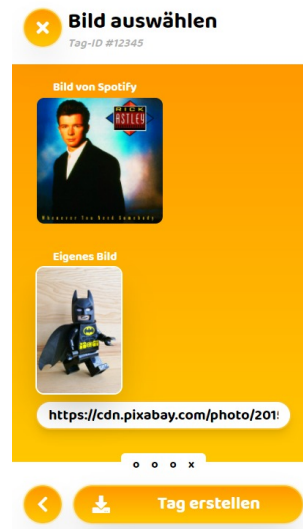 Bild auswählen
Tag-ID #12345
Bild von Spotify
RICK
ASTLEY
Whenever You Need Somebody
Eigenes Bild
https://cdn.pixabay.com/photo/201
o o o x
Tag erstellen